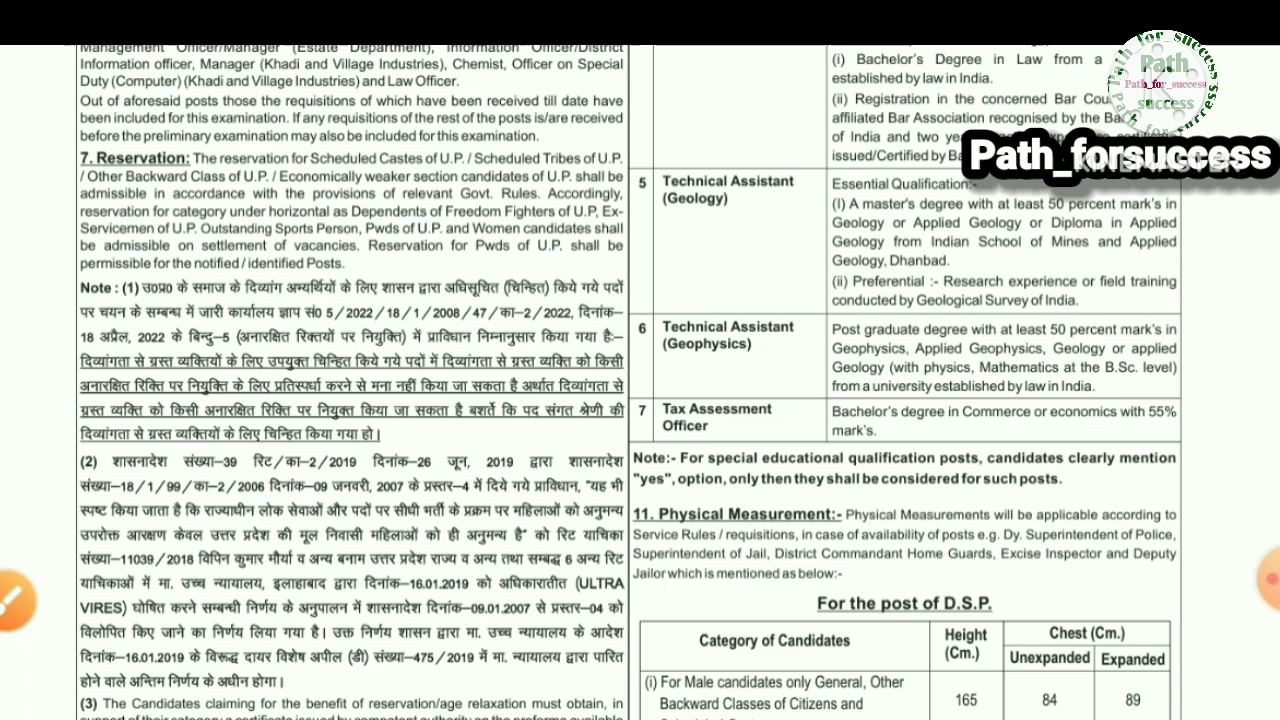 Management Officer/Manager (Estate Department), Information Officer/District
Information officer, Manager (Khadi and Village Industries), Chemist, Officer on Special
Duty (Computer) (Khadi and Village Industries) and Law Officer.
Out of aforesaid posts those the requisitions of which have been received till date have
been included for this examination. If any requisitions of the rest of the posts is/are received
before the preliminary examination may also be included for this examination.
7. Reservation: The reservation for Scheduled Castes of U.P. / Scheduled Tribes of U.P.
/ Other Backward Class of U.P. / Economically weaker section candidates of U.P. shall be
admissible in accordance with the provisions of relevant Govt. Rules. Accordingly,
reservation for category under horizontal as Dependents of Freedom Fighters of U.P, Ex-
Servicemen of U.P. Outstanding Sports Person, Pwds of U.P. and Women candidates shall
be admissible on settlement of vacancies. Reservation for Pwds of U.P. shall be
permissible for the notified / identified Posts.
Note : (1) उ०प्र० के समाज के दिव्यांग अभ्यर्थियों के लिए शासन द्वारा अधिसूचित (चिन्हित) किये गये पदों
पर चयन के सम्बन्ध में जारी कार्यालय ज्ञाप सं0 5/2022/18/1/2008/47/का-2/2022, दिनांक-
18 अप्रैल, 2022 के बिन्दु-5 (अनारक्षित रिक्तयों पर नियुक्ति) में प्राविधान निम्नानुसार किया गया है:-
दिव्यांगता से ग्रस्त व्यक्तियों के लिए उपयुक्त चिन्हित किये गये पदों में दिव्यांगता से ग्रस्त व्यक्ति को किसी
अनारक्षित रिक्ति पर नियुक्ति के लिए प्रतिस्पर्धा करने से मना नहीं किया जा सकता है अर्थात दिव्यांगता से
ग्रस्त व्यक्ति को किसी अनारक्षित रिक्ति पर नियुक्त किया जा सकता है बशर्ते कि पद संगत श्रेणी की
दिव्यांगता से ग्रस्त व्यक्तियों के लिए चिन्हित किया गया हो।
(2) शासनादेश संख्या-39 रिट/का-2/2019 दिनांक-26 जून, 2019 द्वारा शासनादेश
संख्या-18/1/99/का-2/2006 दिनांक-09 जनवरी, 2007 के प्रस्तर-4 में दिये गये प्राविधान, "यह भी
स्पष्ट किया जाता है कि राज्याधीन लोक सेवाओं और पदों पर सीधी भर्ती के प्रक्रम पर महिलाओं को अनुमन्य
उपरोक्त आरक्षण केवल उत्तर प्रदेश की मूल निवासी महिलाओं को ही अनुमन्य है" को रिट याचिका
संख्या-11039/2018 विपिन कुमार मौर्या व अन्य बनाम उत्तर प्रदेश राज्य व अन्य तथा सम्बद्ध 6 अन्य रिट
याचिकाओं में मा. उच्च न्यायालय, इलाहाबाद द्वारा दिनांक-16.01.2019 को अधिकारातीत (ULTRA
VIRES) घोषित करने सम्बन्धी निर्णय के अनुपालन में शासनादेश दिनांक-09.01.2007 से प्रस्तर-04 को
विलोपित किए जाने का निर्णय लिया गया है। उक्त निर्णय शासन द्वारा मा. उच्च न्यायालय के आदेश
दिनांक-16.01.2019 के विरूद्ध दायर विशेष अपील (डी) संख्या-475/2019 में मा. न्यायालय द्वारा पारित
होने वाले अन्तिम निर्णय के अधीन होगा।
(3) The Candidates claiming for the benefit of reservation/age relaxation must obtain, in
support of their category a certificate issued by competent authority on the proforma available
(i) Bachelor's Degree in Law from a
established by law in India.
(ii) Registration in the concerned Bar Cou
affiliated Bar Association recognised by the Ba
of India and two yea
issued/Certified by Ba
5 Technical Assistant
(Geology)
Essential Qualification:-
(I) A master's degree with at least 50 percent mark's in
Geology or Applied Geology or Diploma in Applied
Geology from Indian School of Mines and Applied
Geology, Dhanbad.
(ii) Preferential :- Research experience or field training
conducted by Geological Survey of India.
6 Technical Assistant
(Geophysics)
Post graduate degree with at least 50 percent mark's in
Geophysics, Applied Geophysics, Geology or applied
Geology (with physics, Mathematics at the B.Sc. level)
from a university established by law in India.
7 Tax Assessment
Officer
Bachelor's degree in Commerce or economics with 55%
mark's.
Note:- For special educational qualification posts, candidates clearly mention
"yes", option, only then they shall be considered for such posts.
11. Physical Measurement:- Physical Measurements will be applicable according to
Service Rules / requisitions, in case of availability of posts e.g. Dy. Superintendent of Police,
Superintendent of Jail, District Commandant Home Guards, Excise Inspector and Deputy
Jailor which is mentioned as below:-
For the post of D.S.P.
Category of Candidates Height
(Cm.) Chest (Cm.)
Unexpanded Expanded
(i) For Male candidates only General, Other
Backward Classes of Citizens and
165 84 89
Path_for_success
Path
Path_for_success
success
Path_forsuccess
KINEMASTER